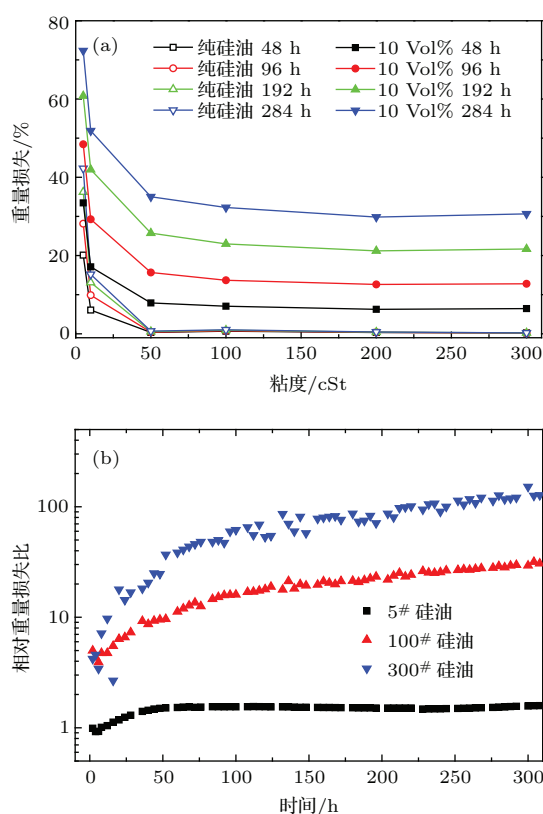 (a)
80
60
40
20
0
重量损失/%
纯硅油 48 h
纯硅油 96 h
纯硅油 192 h
纯硅油 284 h
10 Vol% 48 h
10 Vol% 96 h
10 Vol% 192 h
10 Vol% 284 h
0 50 100 150 200 250 300
粘度/cSt
(b)
100
10
1
相对重量损失比
5# 硅油
100# 硅油
300# 硅油
0 50 100 150 200 250 300
时间/h